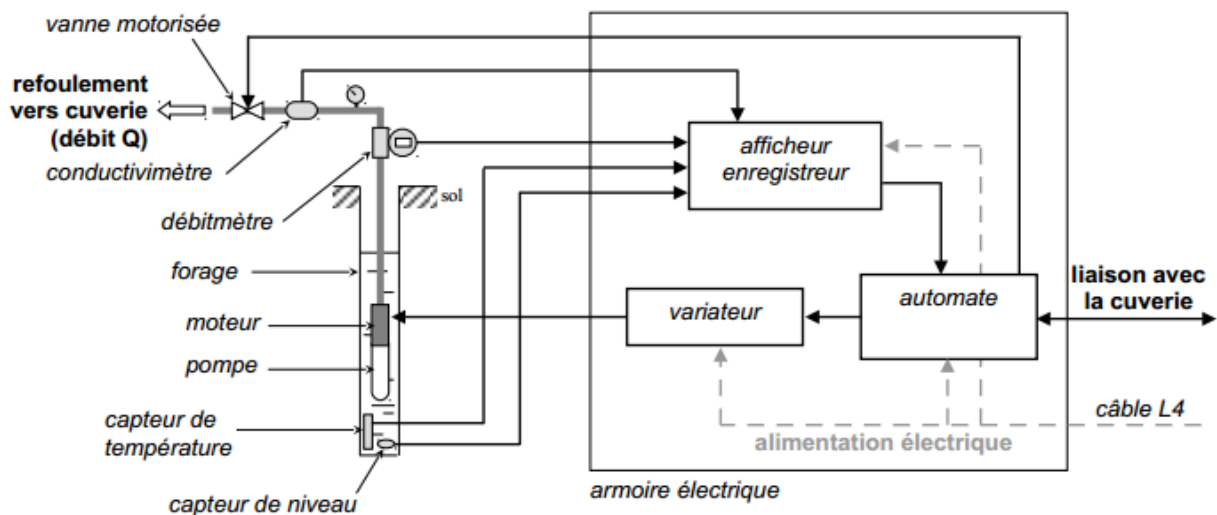 vanne motorisée
refoulement
vers cuverie
(débit Q)
conductivimètre
débitmètre
sol
forage
moteur
pompe
capteur de
température
capteur de niveau
afficheur
enregistreur
variateur
automate
liaison avec
la cuverie
câble L4
alimentation électrique
armoire électrique